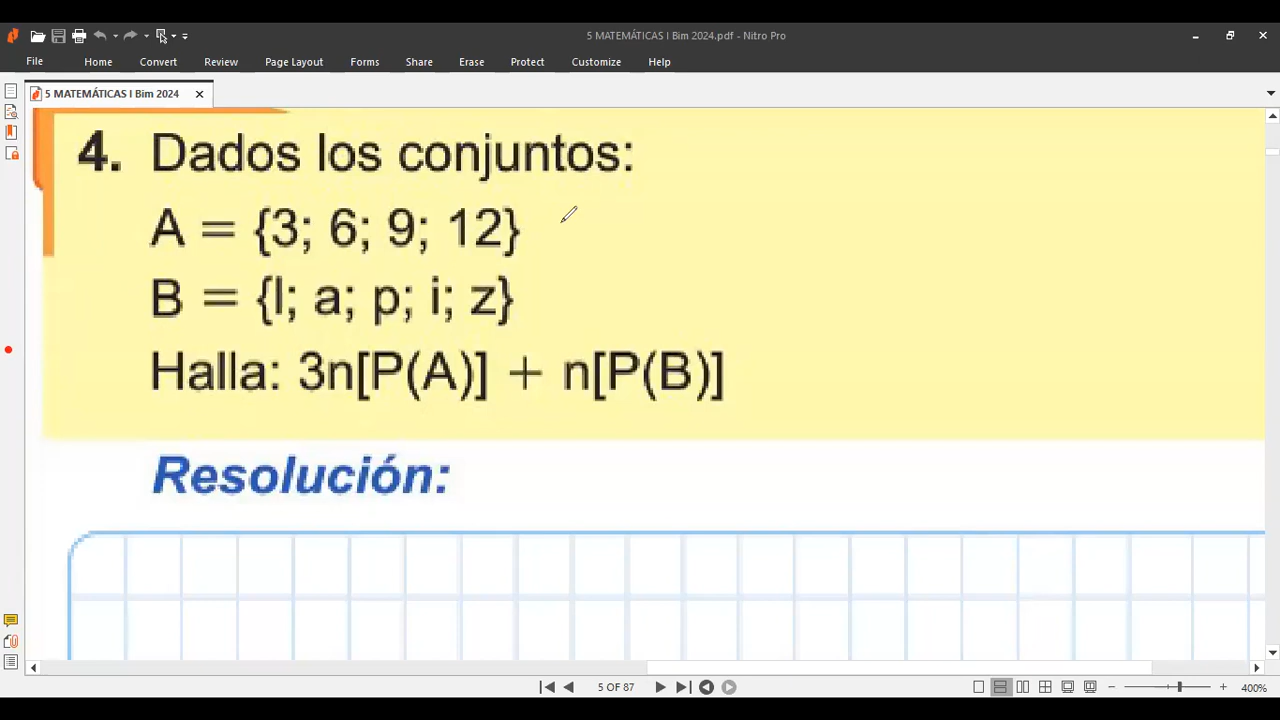 5 MATEMÁTICAS I Bim 2024.pdf - Nitro Pro
File Home Convert Review Page Layout Forms Share Erase Protect Customize Help
5 MATEMÁTICAS I Bim 2024
4. Dados los conjuntos:
A = {3; 6; 9; 12}
B = {l; a; p; i; z}
Halla: 3n[P(A)] + n[P(B)]
Resolución:
5 OF 87
400%